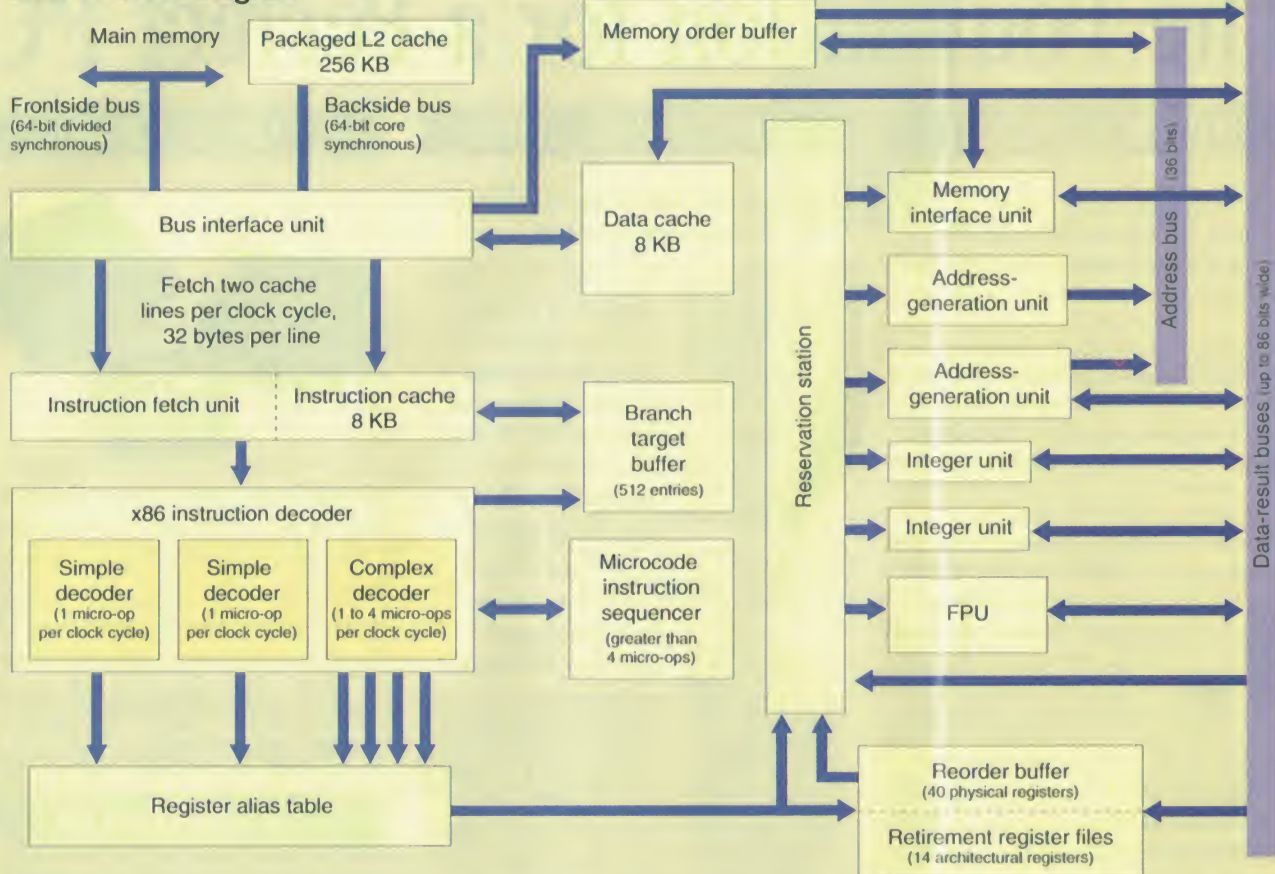 Main memory
Packaged L2 cache
256 KB
Memory order buffer
Frontside bus
(64-bit divided
synchronous)
Backside bus
(64-bit core
synchronous)
Bus interface unit
Data cache
8 KB
Fetch two cache
lines per clock cycle,
32 bytes per line
Instruction fetch unit
Instruction cache
8 KB
Branch
target
buffer
(512 entries)
x86 instruction decoder
Simple
decoder
(1 micro-op
per clock cycle)
Simple
decoder
(1 micro-op
per clock cycle)
Complex
decoder
(1 to 4 micro-ops
per clock cycle)
Microcode
instruction
sequencer
(greater than
4 micro-ops)
Register alias table
Reservation station
Memory
interface unit
Address-
generation unit
Address-
generation unit
Integer unit
Integer unit
FPU
Reorder buffer
(40 physical registers)
Retirement register files
(14 architectural registers)
Address bus (36 bits)
Data-result buses (up to 86 bits wide)